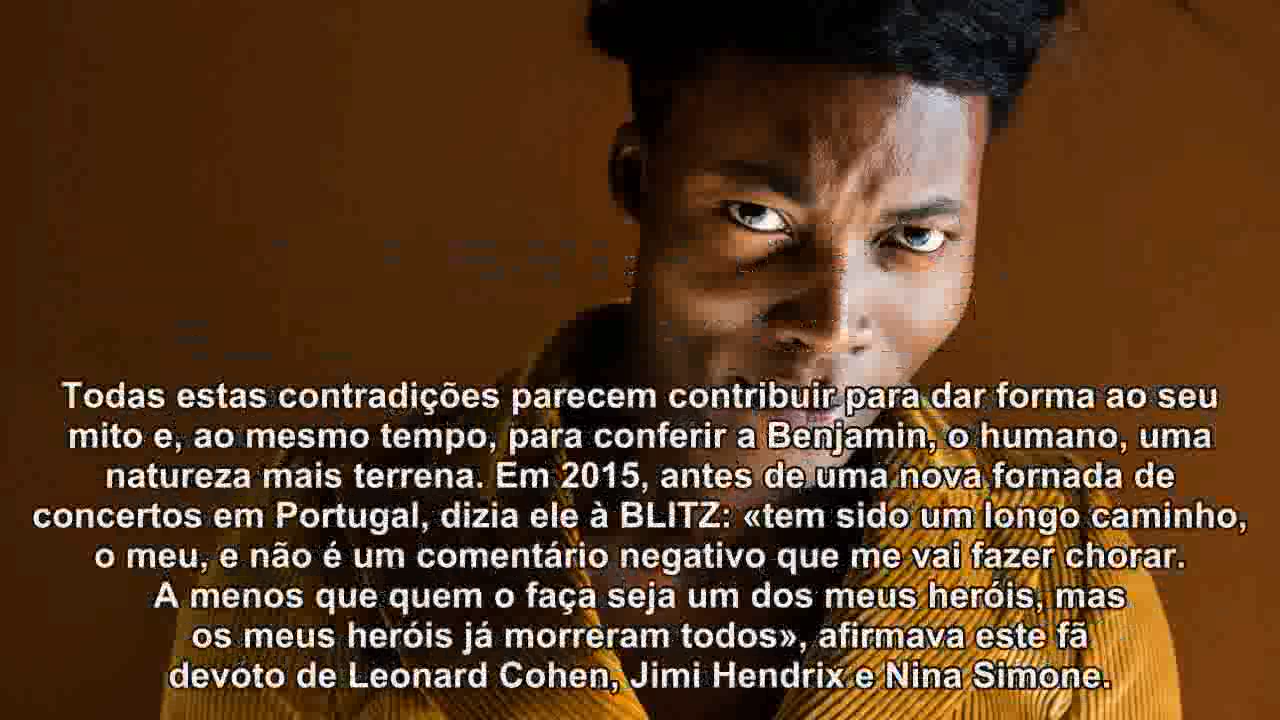 Todas estas contradições parecem contribuir para dar forma ao seu
mito e, ao mesmo tempo, para conferir a Benjamin, o humano, uma
natureza mais terrena. Em 2015, antes de uma nova fornada de
concertos em Portugal, dizia ele à BLITZ: «tem sido um longo caminho,
o meu, e não é um comentário negativo que me vai fazer chorar.
A menos que quem o faça seja um dos meus heróis, mas
os meus heróis já morreram todos», afirmava este fã
devoto de Leonard Cohen, Jimi Hendrix e Nina Simone.